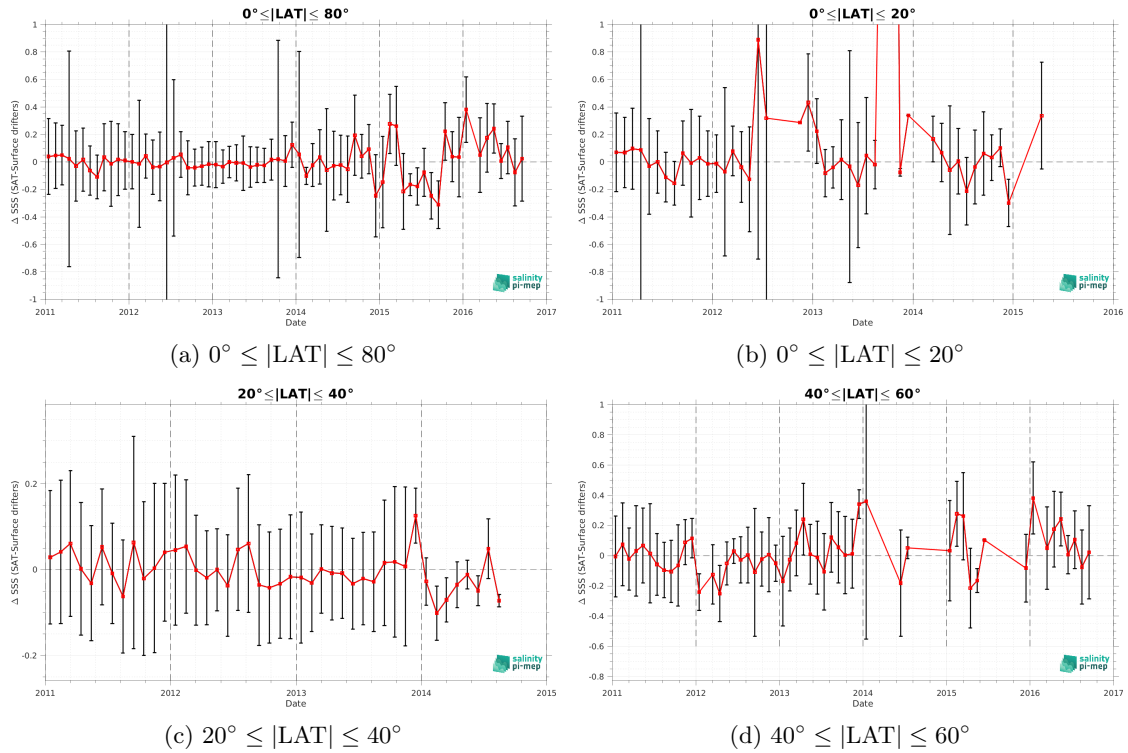 0°≤|LAT|≤ 80°
Δ SSS (SAT-Surface drifters)
1
0.8
0.6
0.4
0.2
0
-0.2
-0.4
-0.6
-0.8
-1
2011 2012 2013 2014 2015 2016 2017
Date
salinity
pi-mep
(a) 0° ≤ |LAT| ≤ 80°
0°≤|LAT|≤ 20°
Δ SSS (SAT-Surface drifters)
1
0.8
0.6
0.4
0.2
0
-0.2
-0.4
-0.6
-0.8
-1
2011 2012 2013 2014 2015 2016
Date
salinity
pi-mep
(b) 0° ≤ |LAT| ≤ 20°
20°≤|LAT|≤ 40°
Δ SSS (SAT-Surface drifters)
0.2
0
-0.2
2011 2012 2013 2014 2015
Date
salinity
pi-mep
(c) 20° ≤ |LAT| ≤ 40°
40°≤|LAT|≤ 60°
Δ SSS (SAT-Surface drifters)
1
0.8
0.6
0.4
0.2
0
-0.2
-0.4
-0.6
-0.8
2011 2012 2013 2014 2015 2016 2017
Date
salinity
pi-mep
(d) 40° ≤ |LAT| ≤ 60°